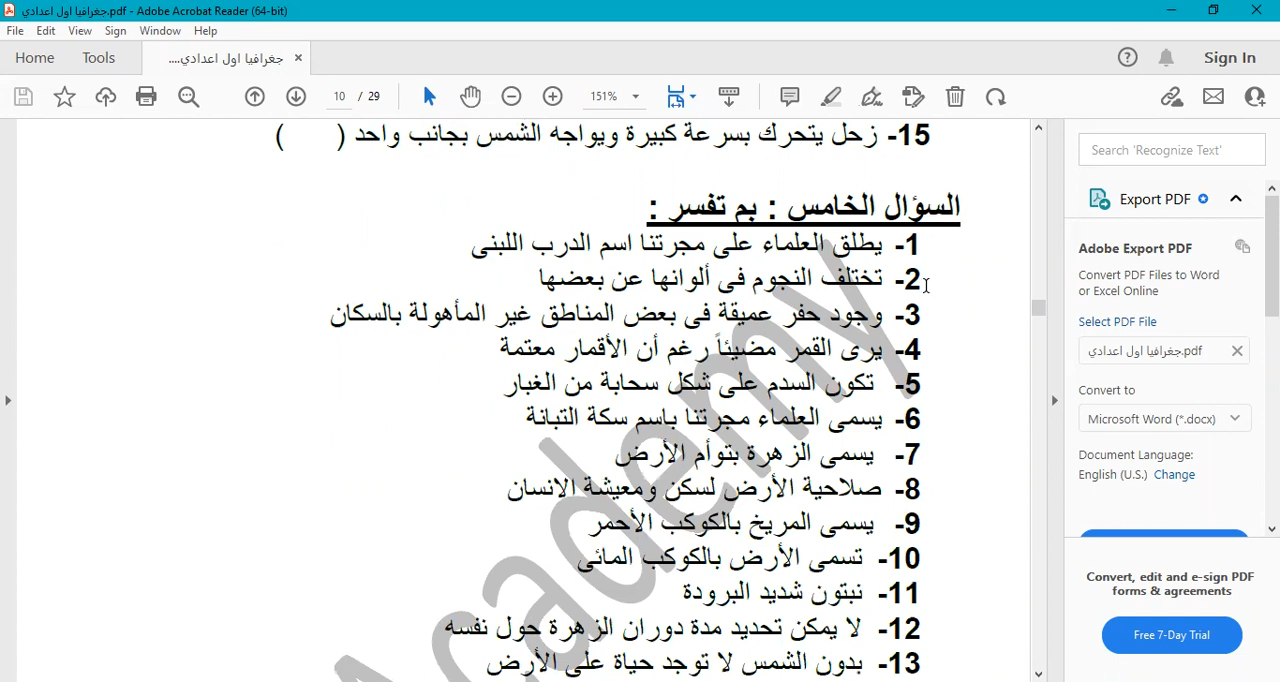 جغرافيا اول اعدادي.pdf - Adobe Acrobat Reader (64-bit)
File Edit View Sign Window Help
Home Tools جغرافيا اول اعدادي.... × Sign In
10 / 29 151%
15- زحل يتحرك بسرعة كبيرة ويواجه الشمس بجانب واحد ( )
السؤال الخامس : بم تفسر :
1- يطلق العلماء على مجرتنا اسم الدرب اللبنى
2- تختلف النجوم فى ألوانها عن بعضها
3- وجود حفر عميقة فى بعض المناطق غير المأهولة بالسكان
4- يرى القمر مضيئاً رغم أن الأقمار معتمة
5- تكون السدم على شكل سحابة من الغبار
6- يسمى العلماء مجرتنا باسم سكة التبانة
7- يسمى الزهرة بتوأم الأرض
8- صلاحية الأرض لسكن ومعيشة الانسان
9- يسمى المريخ بالكوكب الأحمر
10- تسمى الأرض بالكوكب المائى
11- نبتون شديد البرودة
12- لا يمكن تحديد مدة دوران الزهرة حول نفسه
13- بدون الشمس لا توجد حياة على الأرض
ademy
Search 'Recognize Text'
Export PDF
Adobe Export PDF
Convert PDF Files to Word
or Excel Online
Select PDF File
جغرافيا اول اعدادي.pdf
Convert to
Microsoft Word (*.docx)
Document Language:
English (U.S.) Change
Convert, edit and e-sign PDF
forms & agreements
Free 7-Day Trial